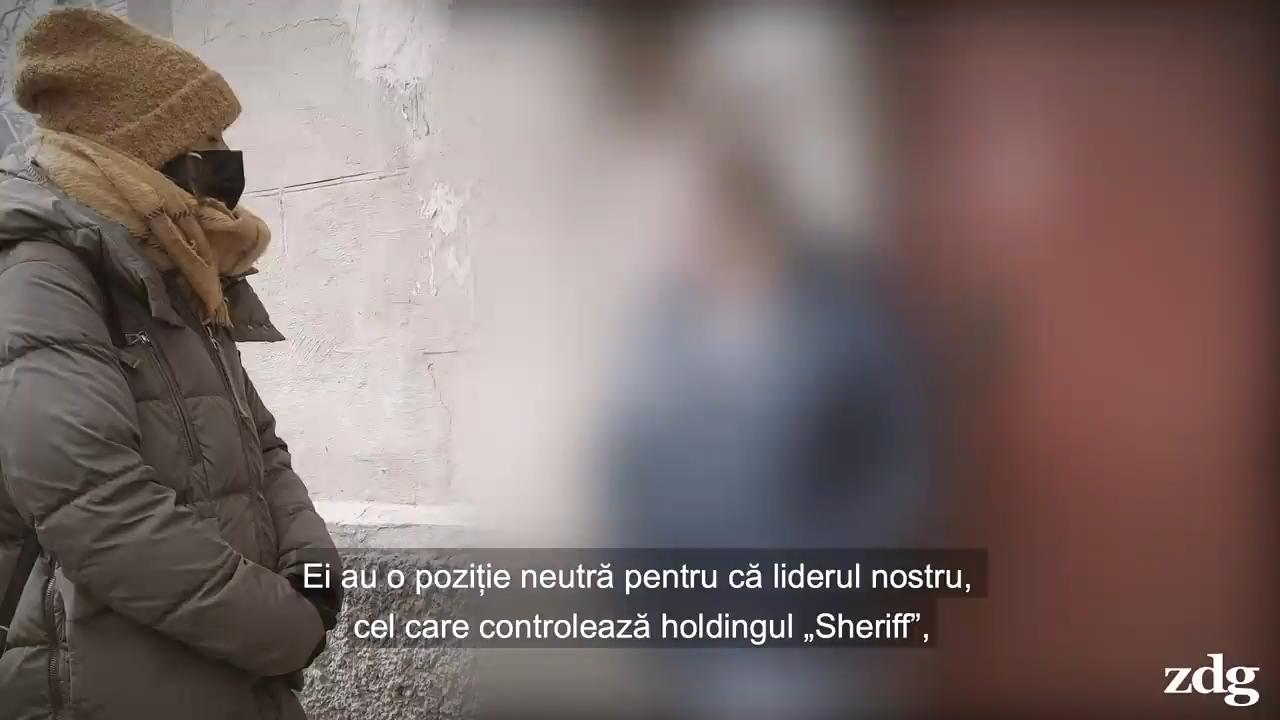 Ei au o poziție neutră pentru că liderul nostru,
cel care controlează holdingul „Sheriff”,
zdg